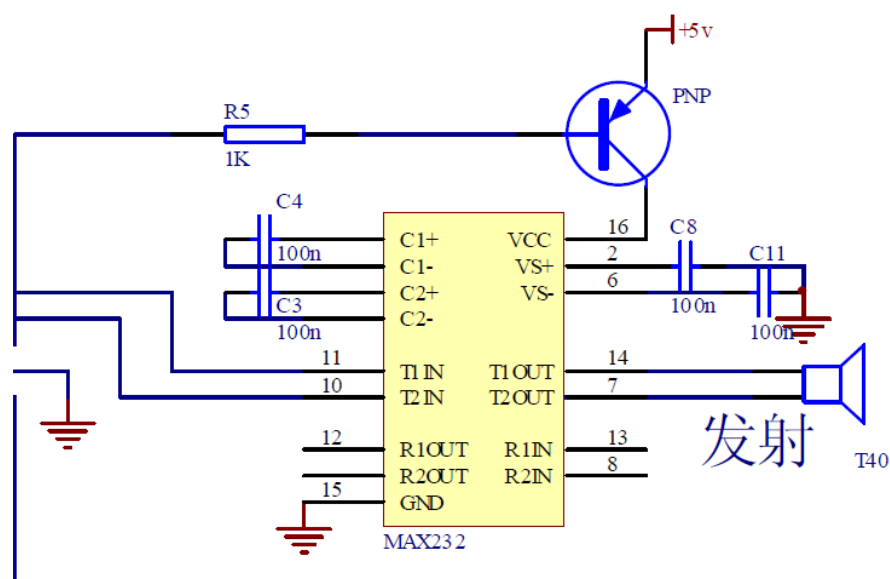 +5v
PNP
R5
1K
C4
100n
C3
100n
C1+
C1-
C2+
C2-
11 T1IN
10 T2IN
12 R1OUT
R2OUT
15 GND
VCC 16
VS+ 2
VS- 6
T1OUT 14
T2OUT 7
R1IN 13
R2IN 8
MAX232
C8
100n
C11
100n
发射
T40